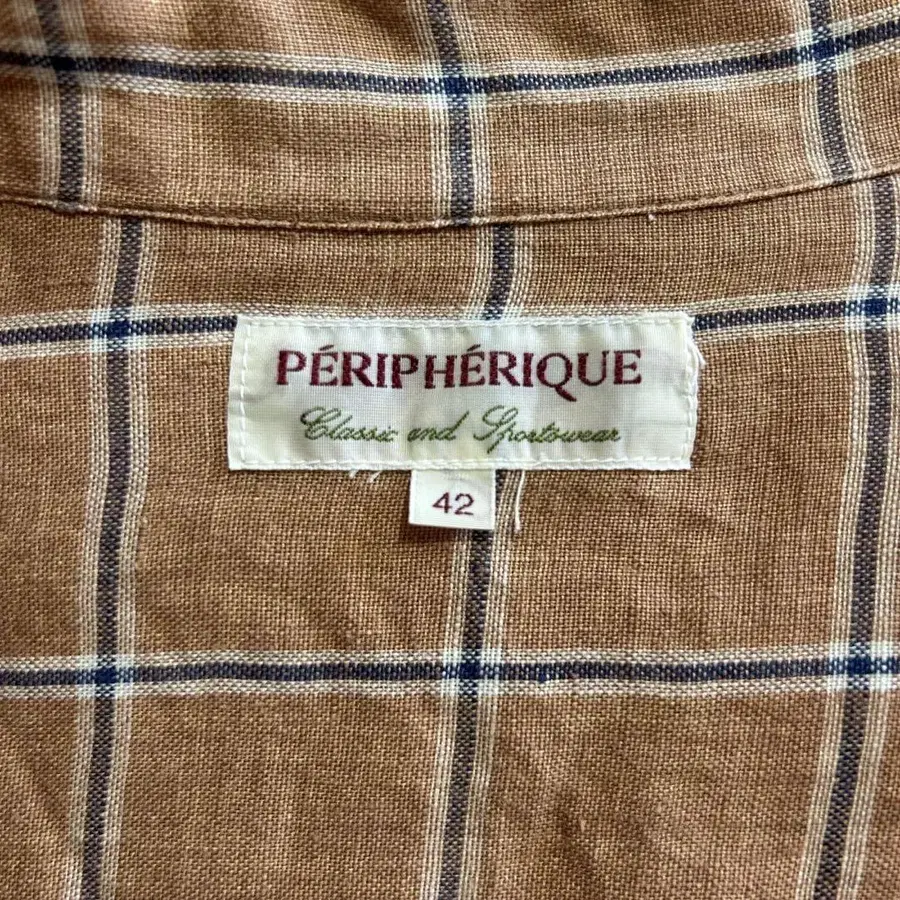 PÉRIPHÉRIQUE
Classic and Sportswear
42